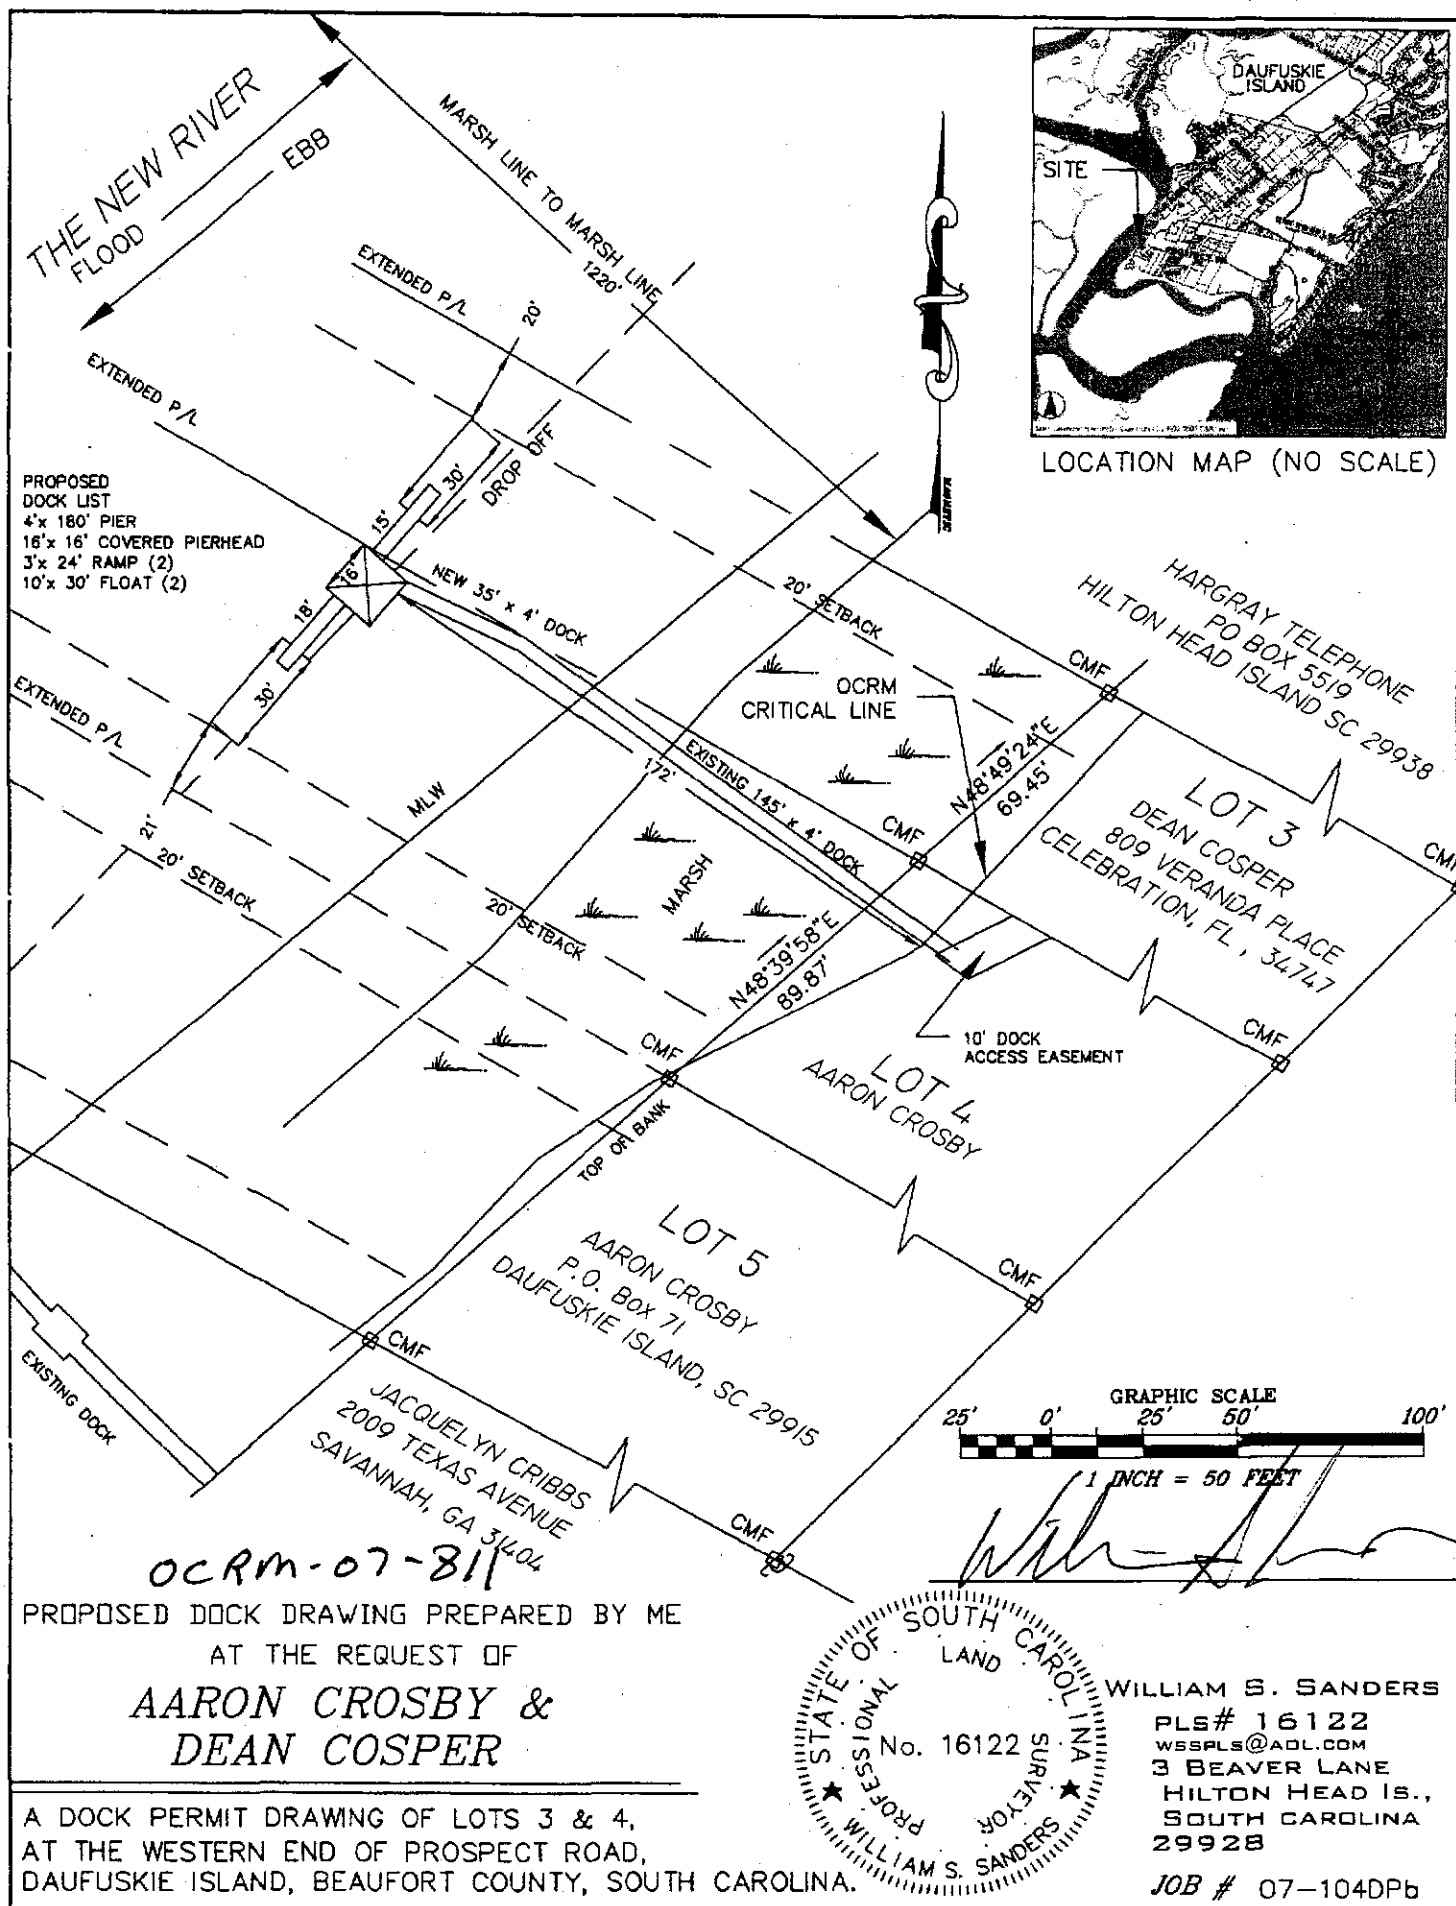 THE NEW RIVER
FLOOD
EBB
MARSH LINE TO MARSH LINE
1220'
EXTENDED P/L
20'
EXTENDED P/L
PROPOSED
DOCK LIST
4'x 180' PIER
16'x 16' COVERED PIERHEAD
3'x 24' RAMP (2)
10'x 30' FLOAT (2)
30'
DROP OFF
15'
16'
18'
30'
NEW 35' x 4' DOCK
EXTENDED P/L
21'
20' SETBACK
MLW
20' SETBACK
MARSH
172'
EXISTING 145' x 4' DOCK
20' SETBACK
OCRM
CRITICAL LINE
DAUFUSKIE
ISLAND
SITE
LOCATION MAP (NO SCALE)
MAGNETIC
HARGRAY TELEPHONE
PO BOX 5519
HILTON HEAD ISLAND SC 29938
CMF
N48°49'24"E
69.45'
CMF
LOT 3
DEAN COSPER
809 VERANDA PLACE
CELEBRATION, FL , 34747
CMF
N48°39'58"E
89.87'
10' DOCK
ACCESS EASEMENT
CMF
CMF
LOT 4
AARON CROSBY
TOP OF BANK
LOT 5
AARON CROSBY
P.O. Box 71
DAUFUSKIE ISLAND, SC 29915
CMF
CMF
EXISTING DOCK
JACQUELYN CRIBBS
2009 TEXAS AVENUE
SAVANNAH, GA 31404
CMF
GRAPHIC SCALE
25' 0' 25' 50' 100'
1 INCH = 50 FEET
OCRM-07-811
PROPOSED DOCK DRAWING PREPARED BY ME
AT THE REQUEST OF
AARON CROSBY &
DEAN COSPER
A DOCK PERMIT DRAWING OF LOTS 3 & 4,
AT THE WESTERN END OF PROSPECT ROAD,
DAUFUSKIE ISLAND, BEAUFORT COUNTY, SOUTH CAROLINA.
STATE OF SOUTH CAROLINA
PROFESSIONAL LAND SURVEYOR
No. 16122
WILLIAM S. SANDERS
WILLIAM S. SANDERS
PLS# 16122
WSSPLS@AOL.COM
3 BEAVER LANE
HILTON HEAD IS.,
SOUTH CAROLINA
29928
JOB # 07-104DPb